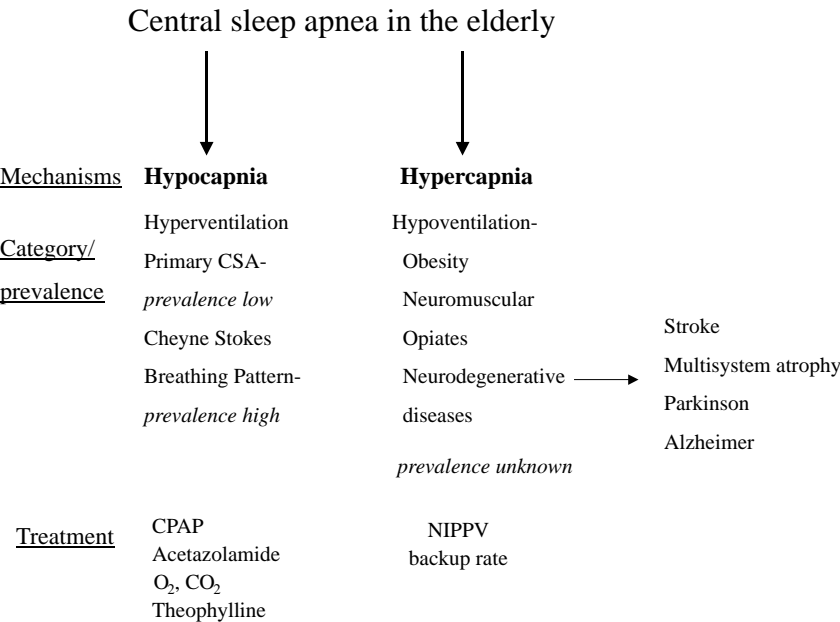 Central sleep apnea in the elderly
Mechanisms Hypocapnia Hypercapnia
Category/
prevalence
Hyperventilation
Primary CSA-
prevalence low
Cheyne Stokes
Breathing Pattern-
prevalence high
Hypoventilation-
Obesity
Neuromuscular
Opiates
Neurodegenerative
diseases
prevalence unknown
Stroke
Multisystem atrophy
Parkinson
Alzheimer
Treatment
CPAP
Acetazolamide
O₂, CO₂
Theophylline
NIPPV
backup rate